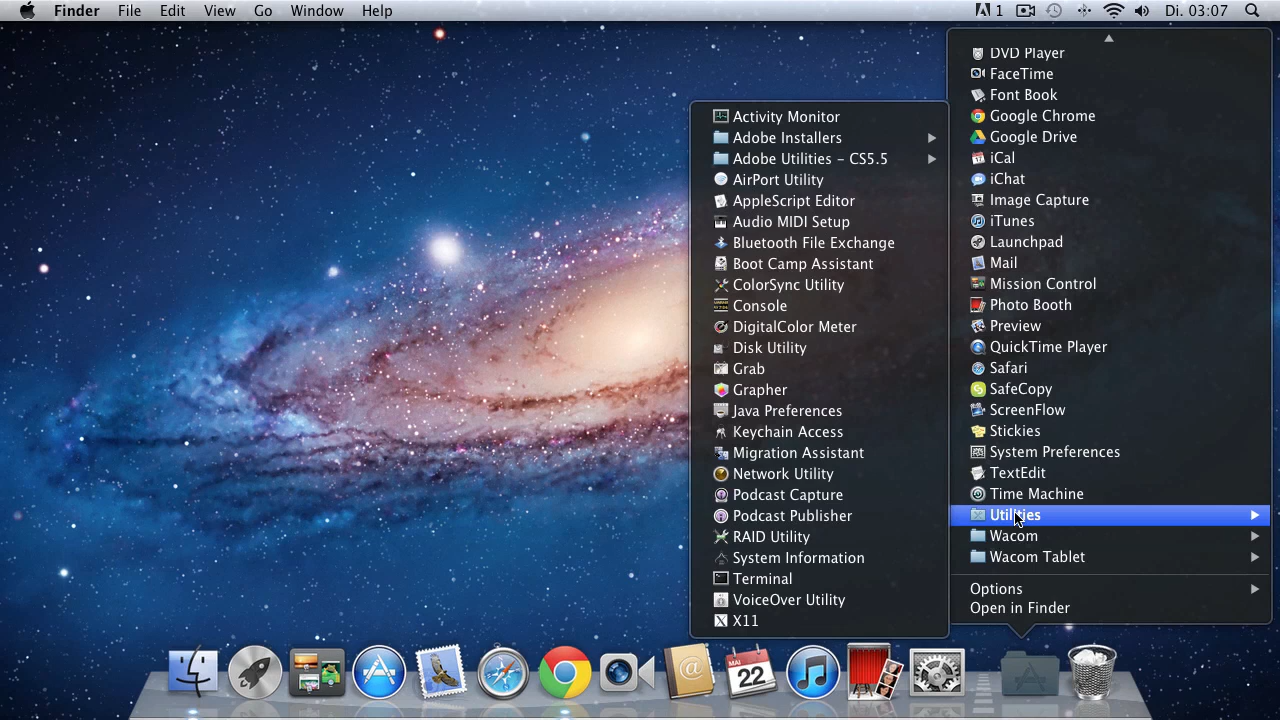 Finder File Edit View Go Window Help 1 Di. 03:07
DVD Player
FaceTime
Font Book
Google Chrome
Google Drive
iCal
iChat
Image Capture
iTunes
Launchpad
Mail
Mission Control
Photo Booth
Preview
QuickTime Player
Safari
SafeCopy
ScreenFlow
Stickies
System Preferences
TextEdit
Time Machine
Utilities
Wacom
Wacom Tablet
Options
Open in Finder
Activity Monitor
Adobe Installers
Adobe Utilities – CS5.5
AirPort Utility
AppleScript Editor
Audio MIDI Setup
Bluetooth File Exchange
Boot Camp Assistant
ColorSync Utility
Console
DigitalColor Meter
Disk Utility
Grab
Grapher
Java Preferences
Keychain Access
Migration Assistant
Network Utility
Podcast Capture
Podcast Publisher
RAID Utility
System Information
Terminal
VoiceOver Utility
X11
MAI
22